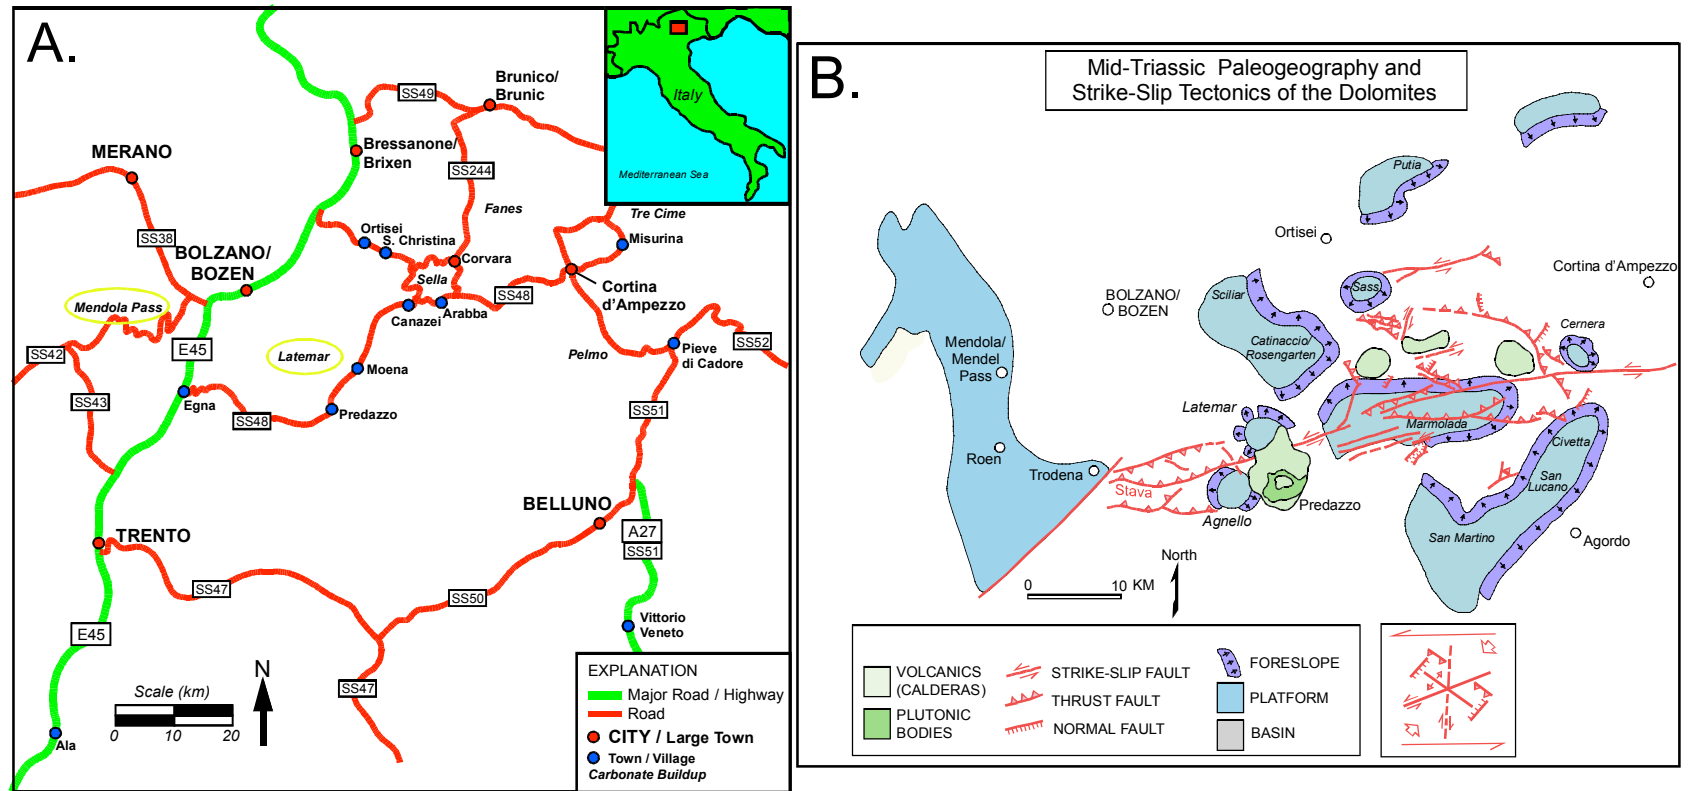 A.
SS49
Brunico/
Brunic
Italy
Mediterranean Sea
MERANO
Bressanone/
Brixen
SS244
Fanes
Tre Cime
Misurina
SS38
BOLZANO/
BOZEN
Ortisei
S. Christina
Corvara
Sella
Cortina
d'Ampezzo
SS48
Canazei
Arabba
Mendola Pass
E45
Latemar
SS42
Moena
Pelmo
Pieve
di Cadore
SS52
SS43
Egna
SS48
Predazzo
SS51
BELLUNO
TRENTO
A27
SS51
SS47
SS50
Vittorio
Veneto
E45
SS47
N
Scale (km)
0 10 20
Ala
EXPLANATION
Major Road / Highway
Road
CITY / Large Town
Town / Village
Carbonate Buildup
B.
Mid-Triassic Paleogeography and
Strike-Slip Tectonics of the Dolomites
Putia
Ortisei
Cortina d'Ampezzo
BOLZANO/
BOZEN
Sciliar
Sass
Catinaccio/
Rosengarten
Cernera
Mendola/
Mendel
Pass
Latemar
Marmolada
Civetta
Roen
Trodena
Stava
San
Lucano
Predazzo
Agnello
San Martino
Agordo
North
0 10 KM
VOLCANICS
(CALDERAS)
PLUTONIC
BODIES
STRIKE-SLIP FAULT
THRUST FAULT
NORMAL FAULT
FORESLOPE
PLATFORM
BASIN